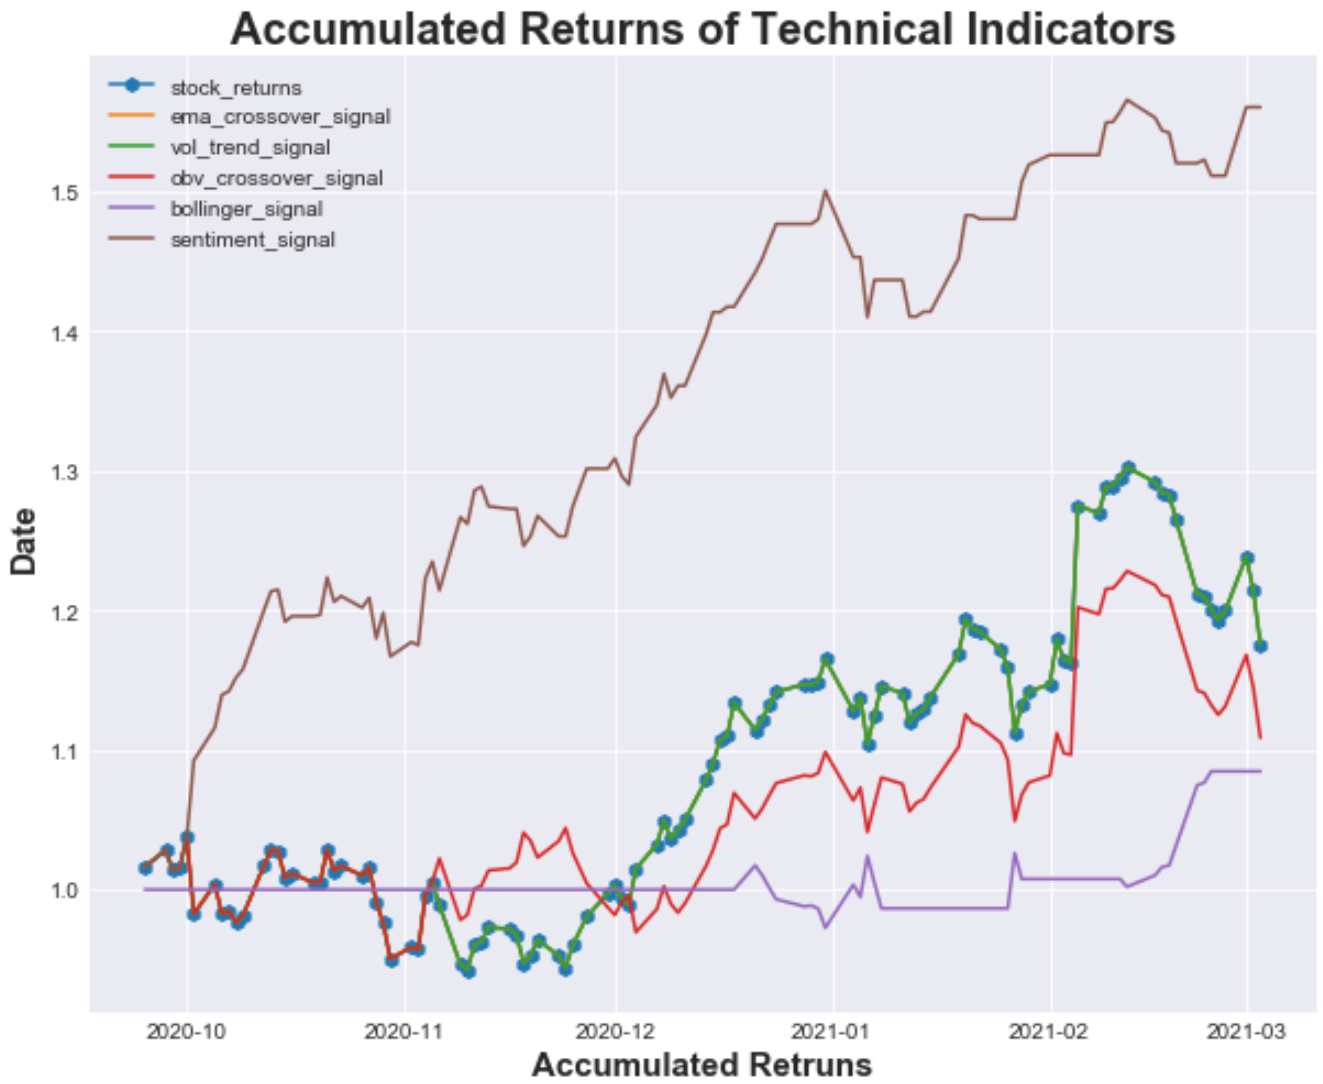 Accumulated Returns of Technical Indicators
stock_returns
ema_crossover_signal
vol_trend_signal
obv_crossover_signal
bollinger_signal
sentiment_signal
1.5
1.4
1.3
1.2
1.1
1.0
Date
2020-10 2020-11 2020-12 2021-01 2021-02 2021-03
Accumulated Retruns